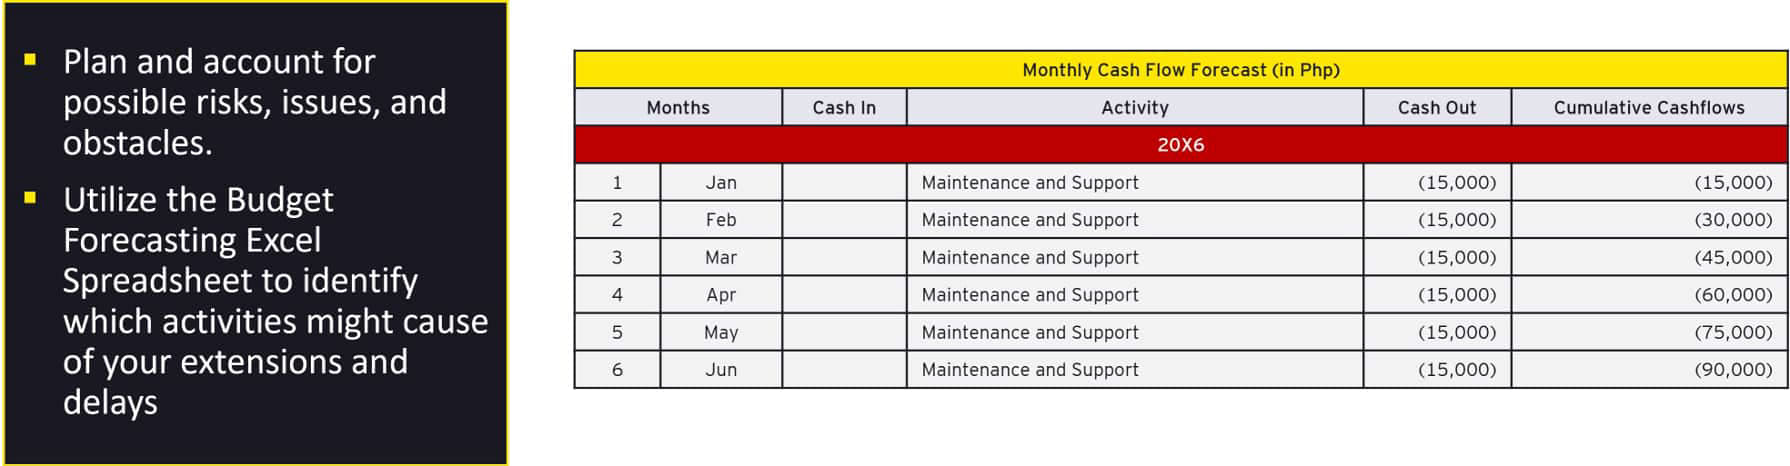 Plan and account for
possible risks, issues, and
obstacles.
Utilize the Budget
Forecasting Excel
Spreadsheet to identify
which activities might cause
of your extensions and
delays
Monthly Cash Flow Forecast (in Php)
Months Cash In Activity Cash Out Cumulative Cashflows
20X6
1 Jan Maintenance and Support (15,000) (15,000)
2 Feb Maintenance and Support (15,000) (30,000)
3 Mar Maintenance and Support (15,000) (45,000)
4 Apr Maintenance and Support (15,000) (60,000)
5 May Maintenance and Support (15,000) (75,000)
6 Jun Maintenance and Support (15,000) (90,000)